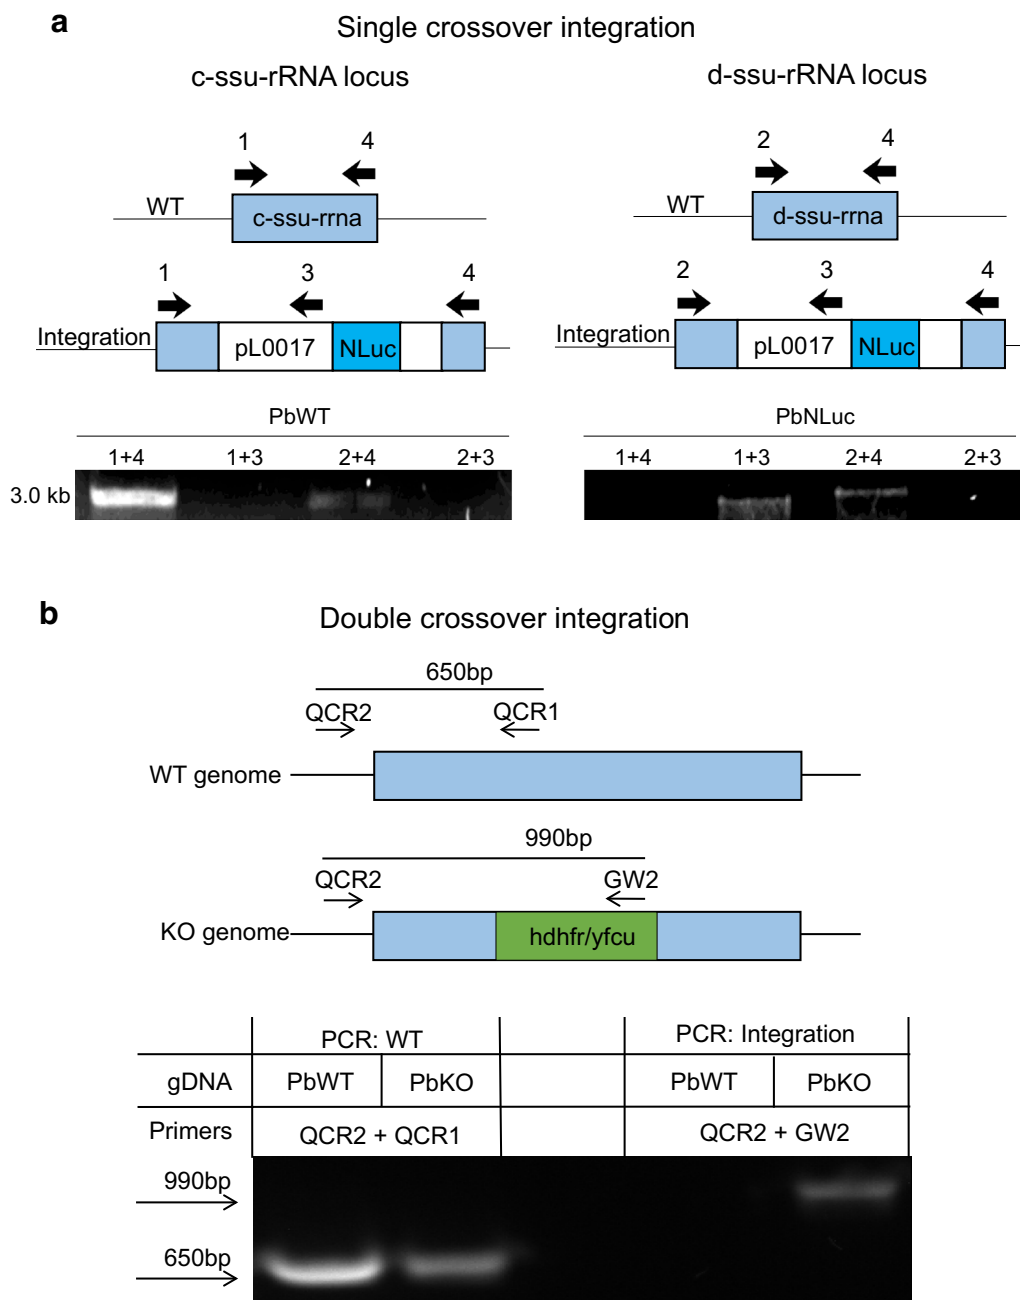 a
Single crossover integration
c-ssu-rRNA locus
d-ssu-rRNA locus
1 4
2 4
WT
c-ssu-rrna
WT
d-ssu-rrna
1 3 4
2 3 4
Integration
pL0017 NLuc
Integration
pL0017 NLuc
PbWT
PbNLuc
1+4 1+3 2+4 2+3
1+4 1+3 2+4 2+3
3.0 kb
b
Double crossover integration
650bp
QCR2 QCR1
WT genome
990bp
QCR2 GW2
KO genome
hdhfr/yfcu
PCR: WT PCR: Integration
gDNA PbWT PbKO PbWT PbKO
Primers QCR2 + QCR1 QCR2 + GW2
990bp
650bp